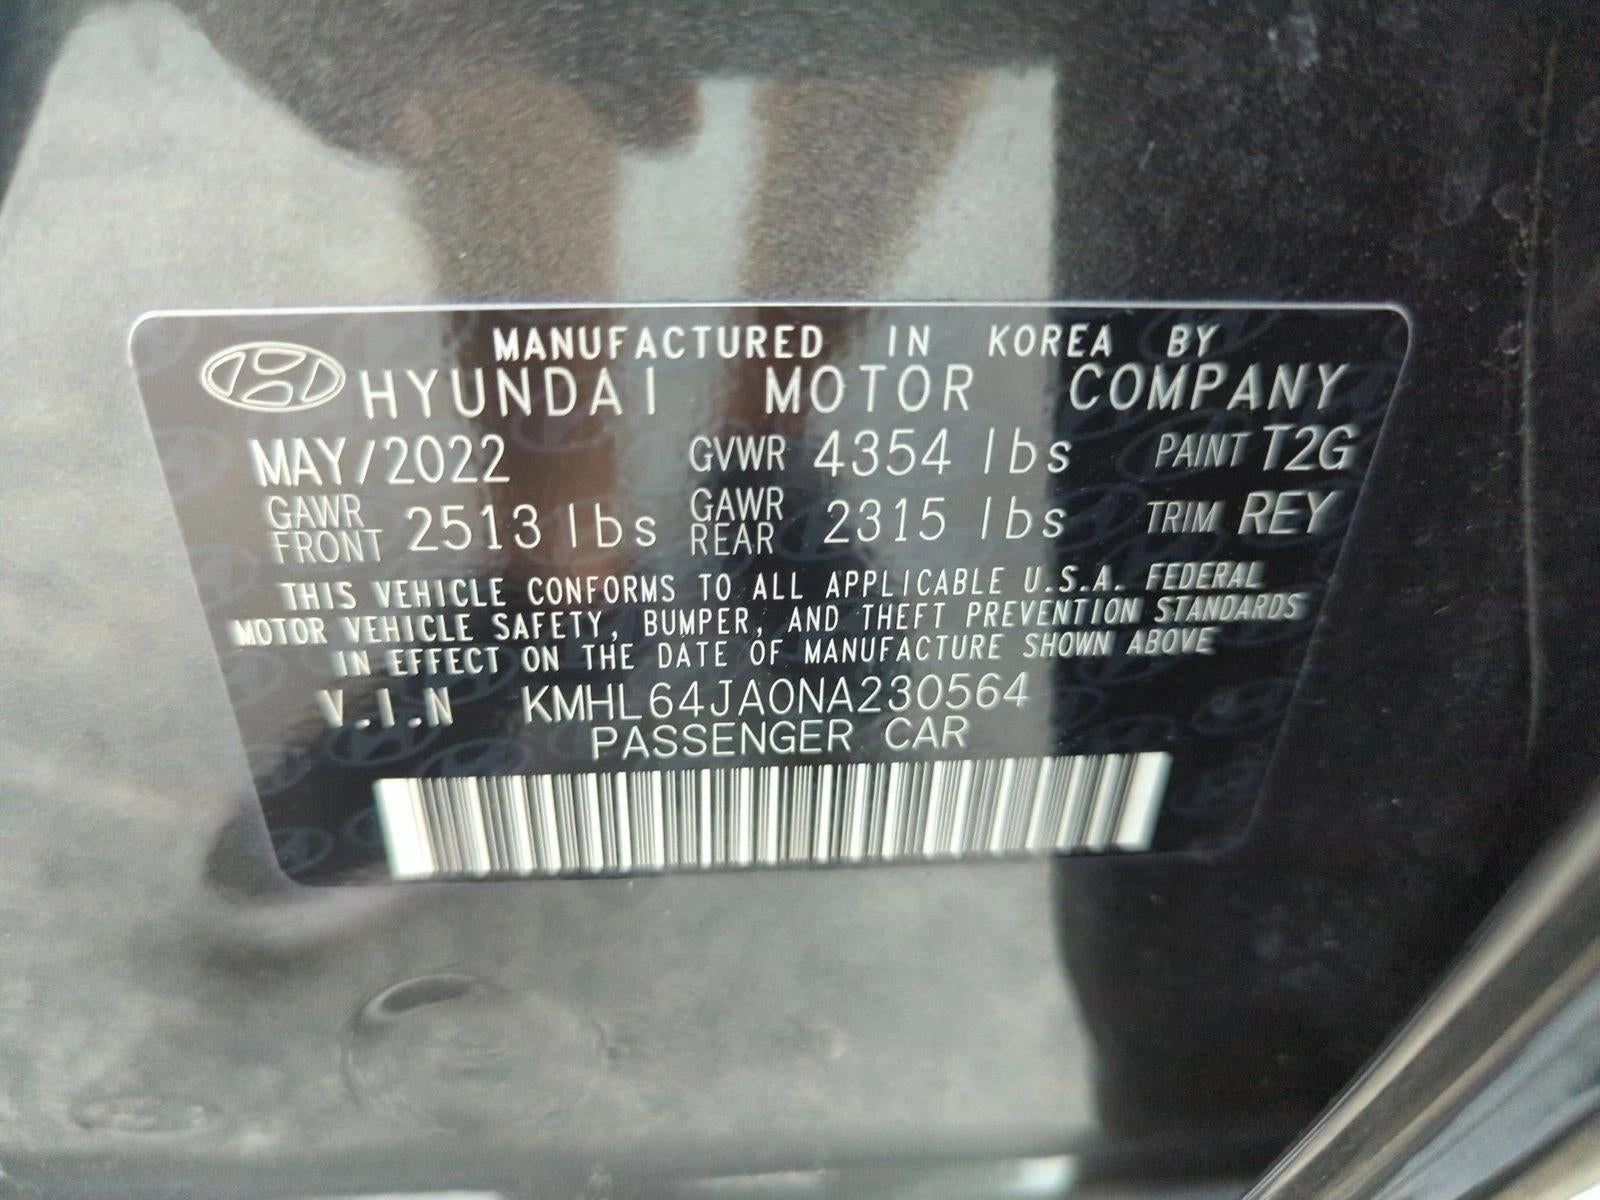 MANUFACTURED IN KOREA BY
HYUNDAI MOTOR COMPANY
MAY/2022 GVWR 4354 lbs PAINT T2G
GAWR FRONT 2513 lbs GAWR REAR 2315 lbs TRIM REY
THIS VEHICLE CONFORMS TO ALL APPLICABLE U.S.A. FEDERAL
MOTOR VEHICLE SAFETY, BUMPER, AND THEFT PREVENTION STANDARDS
IN EFFECT ON THE DATE OF MANUFACTURE SHOWN ABOVE
V.I.N KMHL64JA0NA230564
PASSENGER CAR